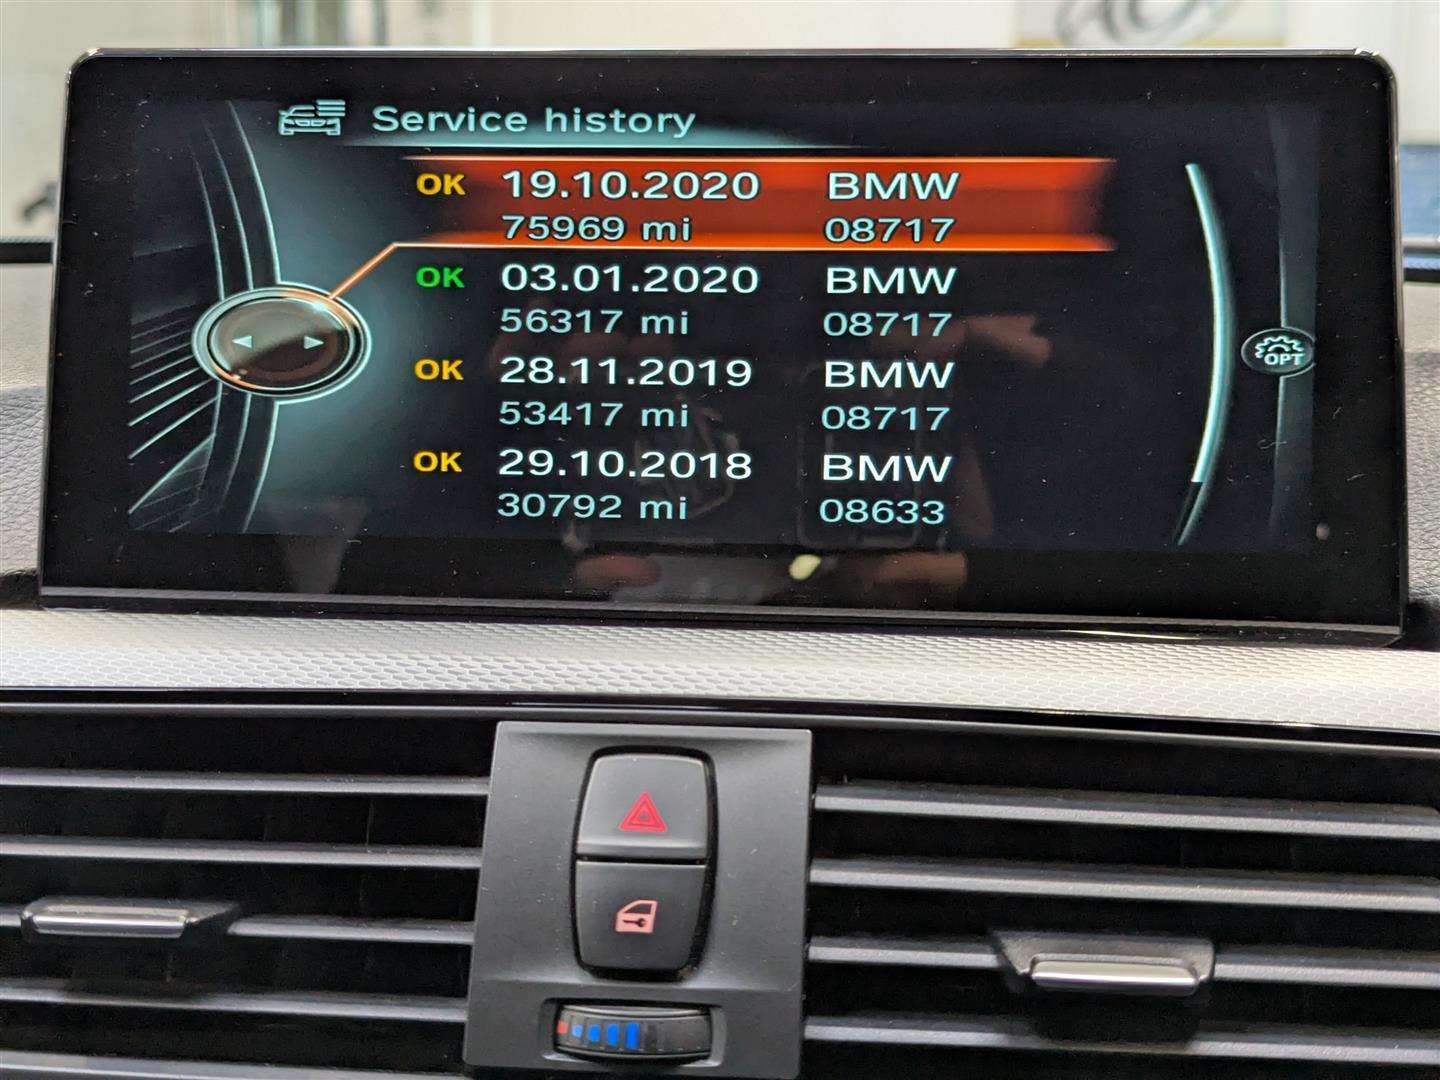 Service history
OK 19.10.2020 BMW
75969 mi 08717
OK 03.01.2020 BMW
56317 mi 08717
OPT
OK 28.11.2019 BMW
53417 mi 08717
OK 29.10.2018 BMW
30792 mi 08633